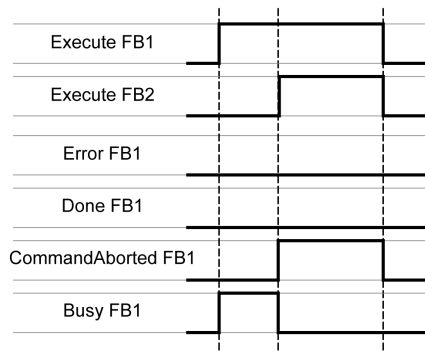 Execute FB1
Execute FB2
Error FB1
Done FB1
CommandAborted FB1
Busy FB1